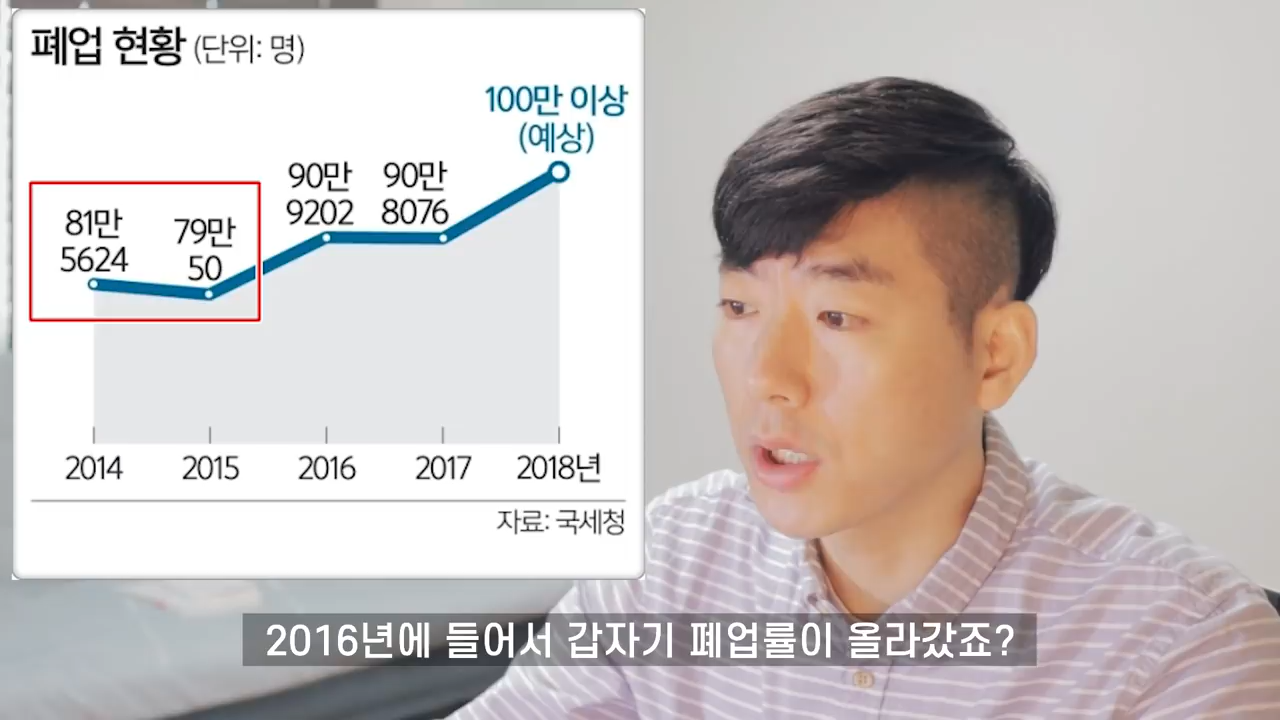 폐업 현황 (단위: 명)
100만 이상
(예상)
90만
9202
90만
8076
81만
5624
79만
50
2014
2015
2016
2017
2018년
자료: 국세청
2016년에 들어서 갑자기 폐업률이 올라갔죠?